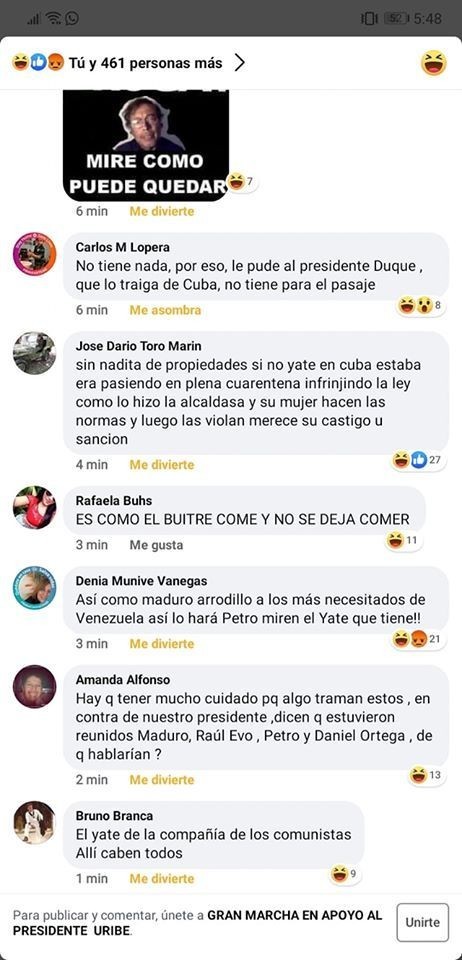 52 5:48
Tú y 461 personas más
MIRE COMO
PUEDE QUEDAR
7
6 min Me divierte
Carlos M Lopera
No tiene nada, por eso, le pude al presidente Duque ,
que lo traiga de Cuba, no tiene para el pasaje
6 min Me asombra
8
Jose Dario Toro Marin
sin nadita de propiedades si no yate en cuba estaba
era pasiendo en plena cuarentena infrinjindo la ley
como lo hizo la alcaldasa y su mujer hacen las
normas y luego las violan merece su castigo u
sancion
4 min Me divierte
27
Rafaela Buhs
ES COMO EL BUITRE COME Y NO SE DEJA COMER
3 min Me gusta
11
Denia Munive Vanegas
Así como maduro arrodillo a los más necesitados de
Venezuela así lo hará Petro miren el Yate que tiene!!
3 min Me divierte
21
Amanda Alfonso
Hay q tener mucho cuidado pq algo traman estos , en
contra de nuestro presidente ,dicen q estuvieron
reunidos Maduro, Raúl Evo , Petro y Daniel Ortega , de
q hablarían ?
2 min Me divierte
13
Bruno Branca
El yate de la compañía de los comunistas
Allí caben todos
1 min Me divierte
9
Para publicar y comentar, únete a GRAN MARCHA EN APOYO AL
PRESIDENTE URIBE.
Unirte